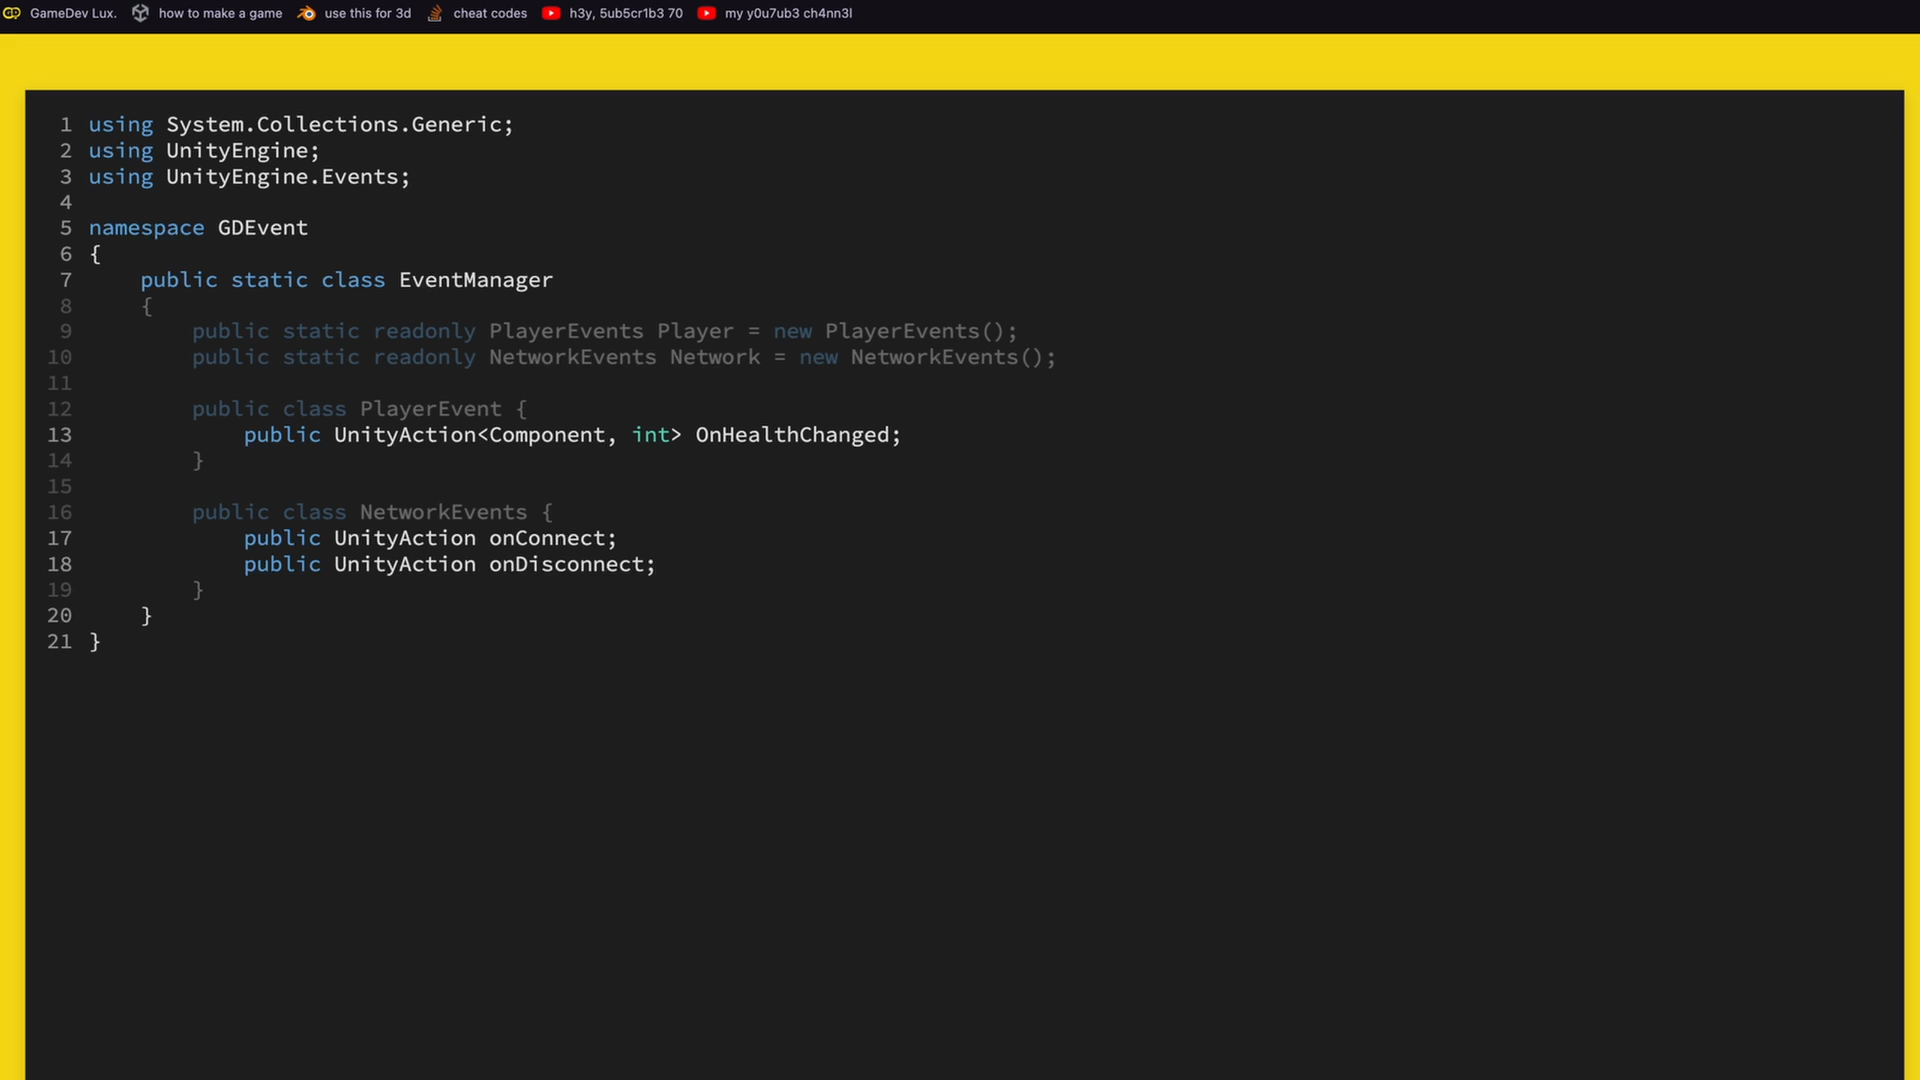 GameDev Lux. how to make a game use this for 3d cheat codes h3y, 5ub5cr1b3 70 my y0u7ub3 ch4nn3l
1 using System.Collections.Generic;
2 using UnityEngine;
3 using UnityEngine.Events;
4
5 namespace GDEvent
6 {
7 public static class EventManager
8 {
9 public static readonly PlayerEvents Player = new PlayerEvents();
10 public static readonly NetworkEvents Network = new NetworkEvents();
11
12 public class PlayerEvent {
13 public UnityAction<Component, int> OnHealthChanged;
14 }
15
16 public class NetworkEvents {
17 public UnityAction onConnect;
18 public UnityAction onDisconnect;
19 }
20 }
21 }